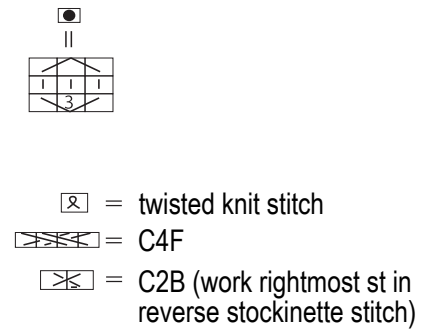 3
= twisted knit stitch
= C4F
= C2B (work rightmost st in
reverse stockinette stitch)